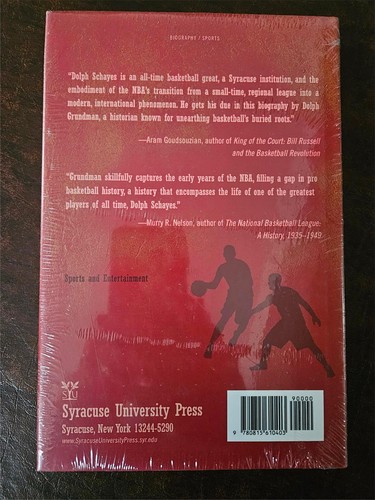 BIOGRAPHY / SPORTS
"Dolph Schayes is an all-time basketball great, a Syracuse institution, and the
embodiment of the NBA's transition from a small-time, regional league into a
modern, international phenomenon. He gets his due in this biography by Dolph
Grundman, a historian known for unearthing basketball's buried roots."
—Aram Goudsouzian, author of King of the Court: Bill Russell
and the Basketball Revolution
"Grundman skillfully captures the early years of the NBA, filling a gap in pro
basketball history, a history that encompasses the life of one of the greatest
players of all time, Dolph Schayes."
—Murry R. Nelson, author of The National Basketball League:
A History, 1935–1949
Sports and Entertainment
SU
Syracuse University Press
Syracuse, New York 13244-5290
www.SyracuseUniversityPress.syr.edu
90000
9 780815 610403